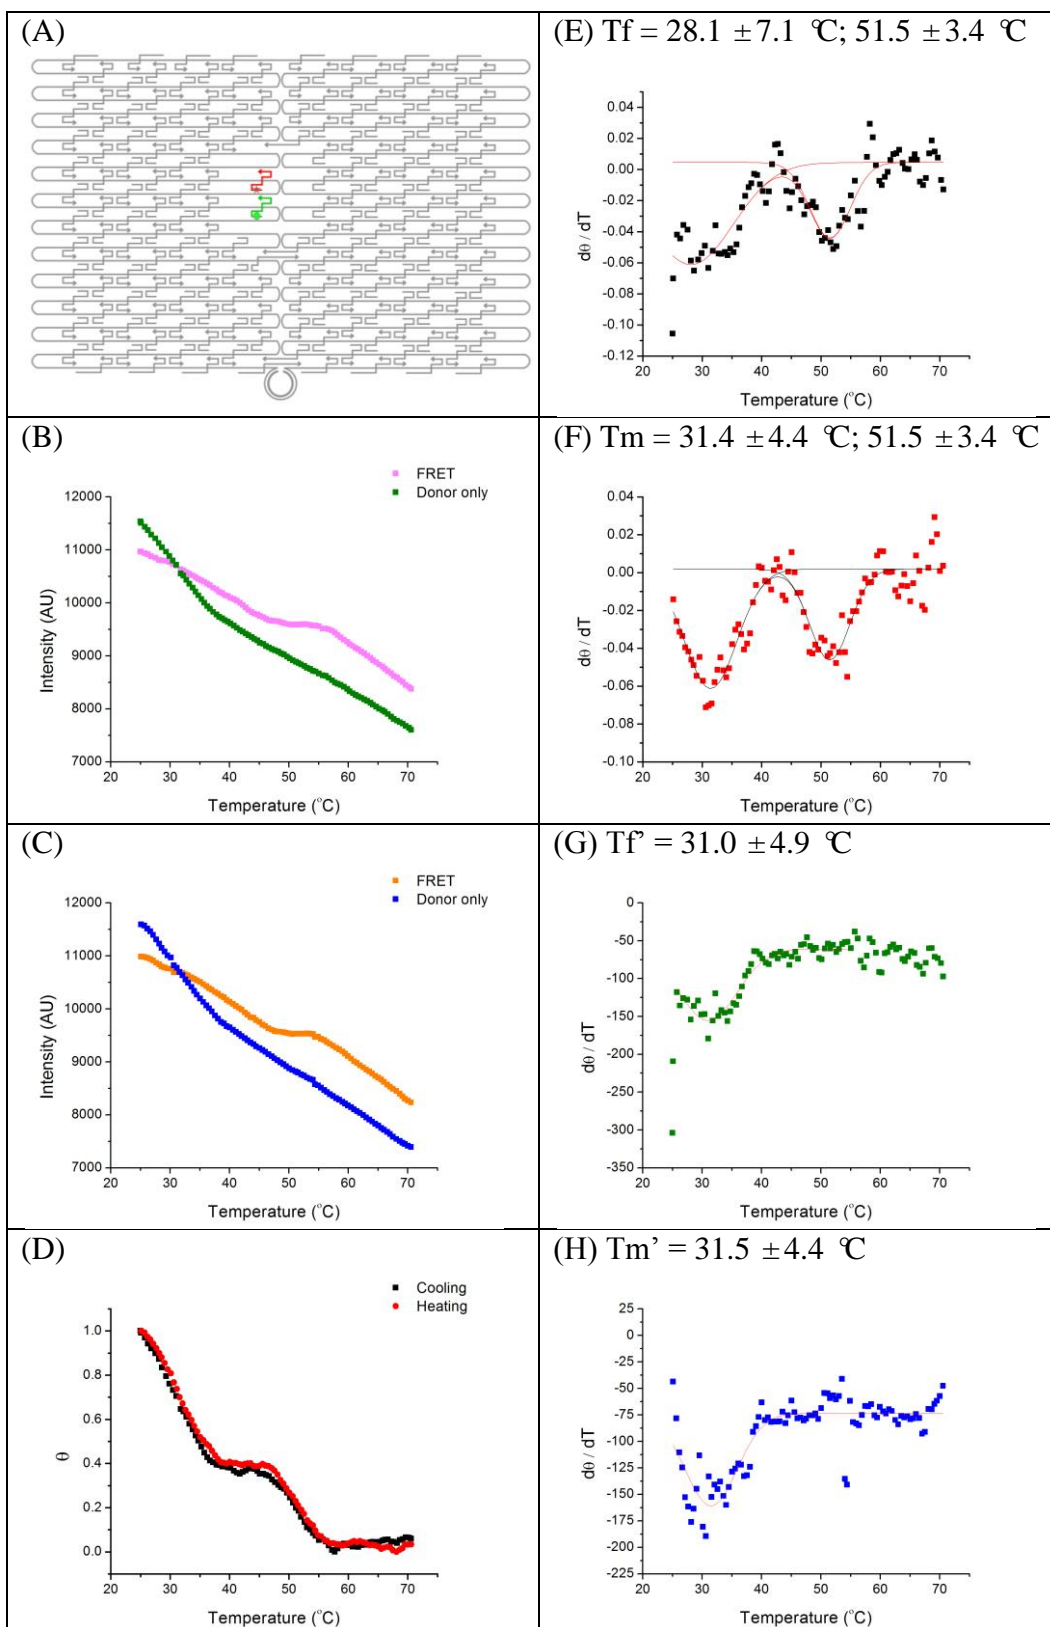 (A)
(E) Tf = 28.1 ±7.1 ℃; 51.5 ±3.4 ℃
0.04
0.02
0.00
-0.02
-0.04
-0.06
-0.08
-0.10
-0.12
dθ / dT
20 30 40 50 60 70
Temperature (°C)
(B)
FRET
Donor only
12000
11000
10000
9000
8000
7000
Intensity (AU)
20 30 40 50 60 70
Temperature (°C)
(F) Tm = 31.4 ±4.4 ℃; 51.5 ±3.4 ℃
0.04
0.02
0.00
-0.02
-0.04
-0.06
-0.08
-0.10
dθ / dT
20 30 40 50 60 70
Temperature (°C)
(C)
FRET
Donor only
12000
11000
10000
9000
8000
7000
Intensity (AU)
20 30 40 50 60 70
Temperature (°C)
(G) Tf’ = 31.0 ±4.9 ℃
0
-50
-100
-150
-200
-250
-300
-350
dθ / dT
20 30 40 50 60 70
Temperature (°C)
(D)
Cooling
Heating
1.0
0.8
0.6
0.4
0.2
0.0
θ
20 30 40 50 60 70
Temperature (°C)
(H) Tm’ = 31.5 ±4.4 ℃
25
0
-25
-50
-75
-100
-125
-150
-175
-200
-225
dθ / dT
20 30 40 50 60 70
Temperature (°C)